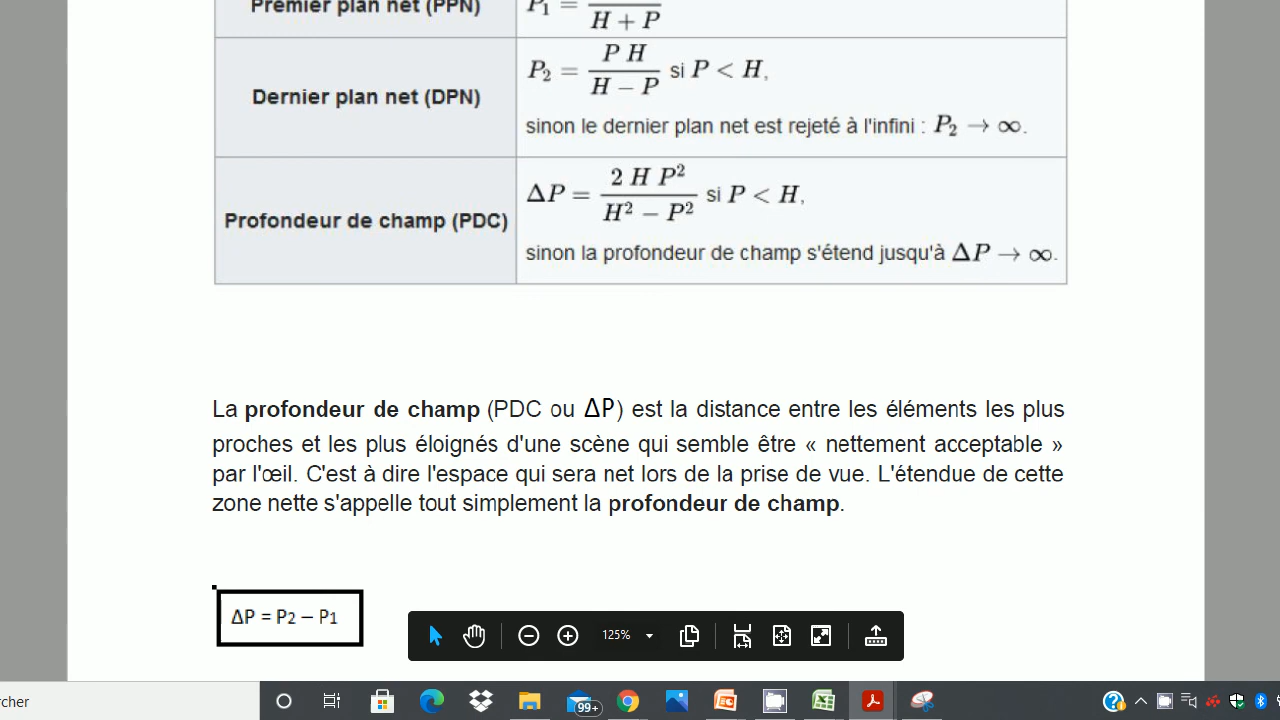 Premier plan net (PPN)
P₁ =
H + P
Dernier plan net (DPN)
P₂ = P H / H − P si P < H,
sinon le dernier plan net est rejeté à l'infini : P₂ → ∞.
Profondeur de champ (PDC)
ΔP = 2 H P² / H² − P² si P < H,
sinon la profondeur de champ s'étend jusqu'à ΔP → ∞.
La profondeur de champ (PDC ou ΔP) est la distance entre les éléments les plus
proches et les plus éloignés d'une scène qui semble être « nettement acceptable »
par l'œil. C'est à dire l'espace qui sera net lors de la prise de vue. L'étendue de cette
zone nette s'appelle tout simplement la profondeur de champ.
ΔP = P2 – P1
125%
rcher
99+